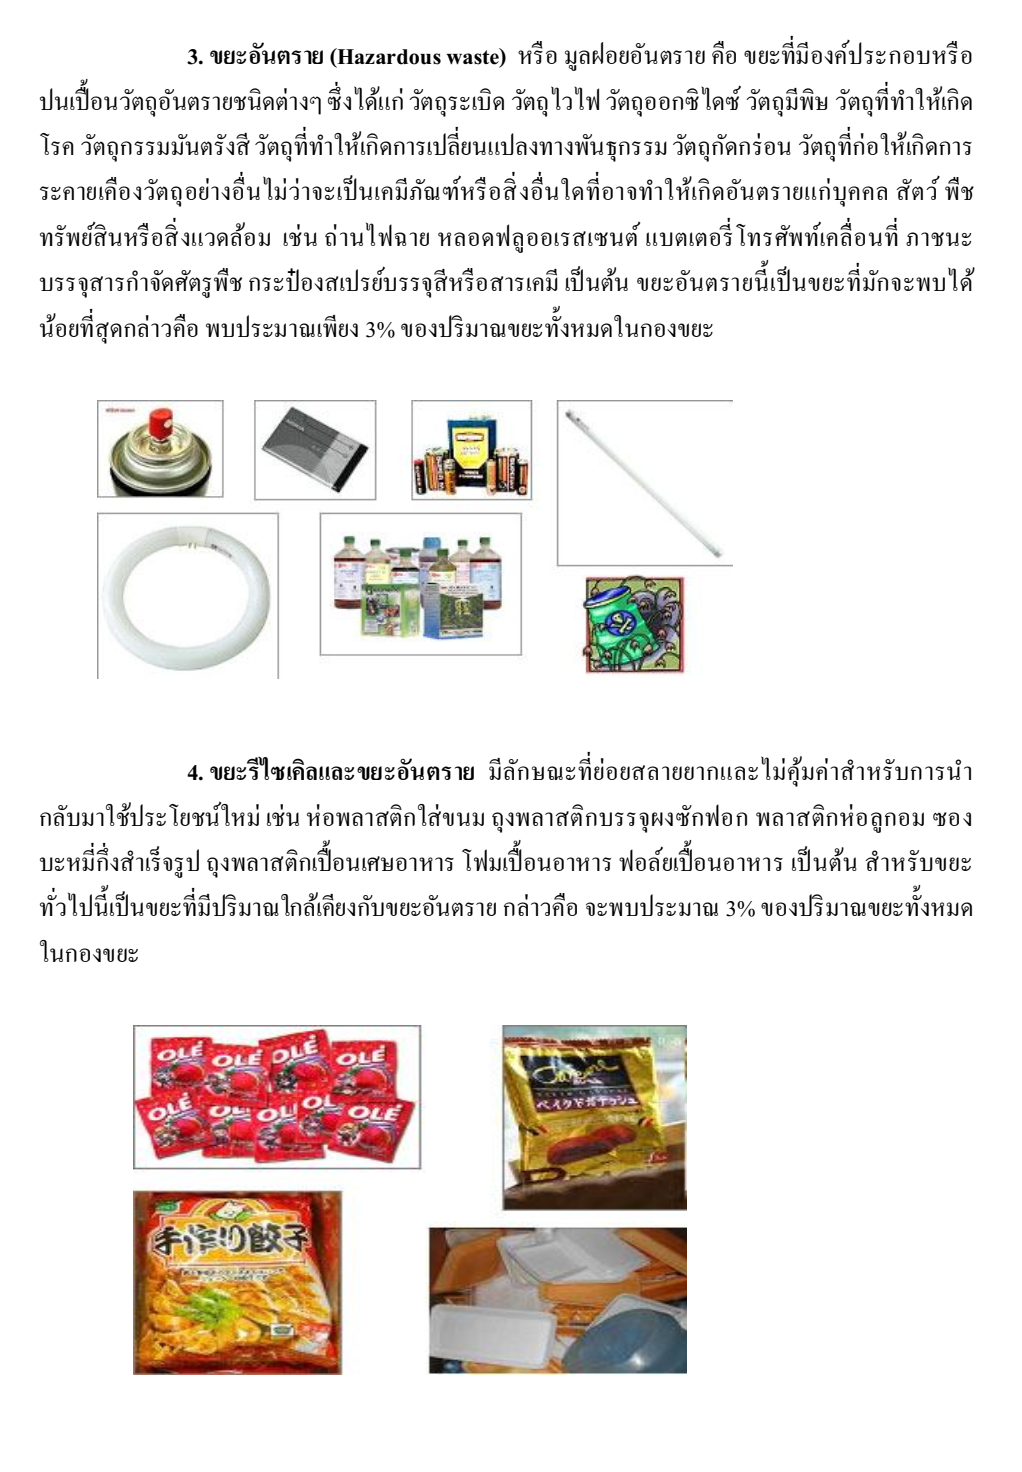 3. ขยะอันตราย (Hazardous waste) หรือ มูลฝอยอันตราย คือ ขยะที่มีองค์ประกอบหรือ
ปนเปื้อนวัตถุอันตรายชนิดต่างๆ ซึ่งได้แก่ วัตถุระเบิด วัตถุไวไฟ วัตถุออกซิไดซ์ วัตถุมีพิษ วัตถุที่ทำให้เกิด
โรค วัตถุกรรมมันตรังสี วัตถุที่ทำให้เกิดการเปลี่ยนแปลงทางพันธุกรรม วัตถุกัดกร่อน วัตถุที่ก่อให้เกิดการ
ระคายเคืองวัตถุอย่างอื่นไม่ว่าจะเป็นเคมีภัณฑ์หรือสิ่งอื่นใดที่อาจทำให้เกิดอันตรายแก่บุคคล สัตว์ พืช
ทรัพย์สินหรือสิ่งแวดล้อม เช่น ถ่านไฟฉาย หลอดฟลูออเรสเซนต์ แบตเตอรี่โทรศัพท์เคลื่อนที่ ภาชนะ
บรรจุสารกำจัดศัตรูพืช กระป๋องสเปรย์บรรจุสีหรือสารเคมี เป็นต้น ขยะอันตรายนี้เป็นขยะที่มักจะพบได้
น้อยที่สุดกล่าวคือ พบประมาณเพียง 3% ของปริมาณขยะทั้งหมดในกองขยะ
4. ขยะรีไซเคิลและขยะอันตราย มีลักษณะที่ย่อยสลายยากและไม่คุ้มค่าสำหรับการนำ
กลับมาใช้ประโยชน์ใหม่ เช่น ห่อพลาสติกใส่ขนม ถุงพลาสติกบรรจุผงซักฟอก พลาสติกห่อลูกอม ซอง
บะหมี่กึ่งสำเร็จรูป ถุงพลาสติกเปื้อนเศษอาหาร โฟมเปื้อนอาหาร ฟอล์ยเปื้อนอาหาร เป็นต้น สำหรับขยะ
ทั่วไปนี้เป็นขยะที่มีปริมาณใกล้เคียงกับขยะอันตราย กล่าวคือ จะพบประมาณ 3% ของปริมาณขยะทั้งหมด
ในกองขยะ
OLÉ OLÉ OLÉ OLÉ
OLÉ OLÉ
ベイクドガナッシュ
手作り餃子